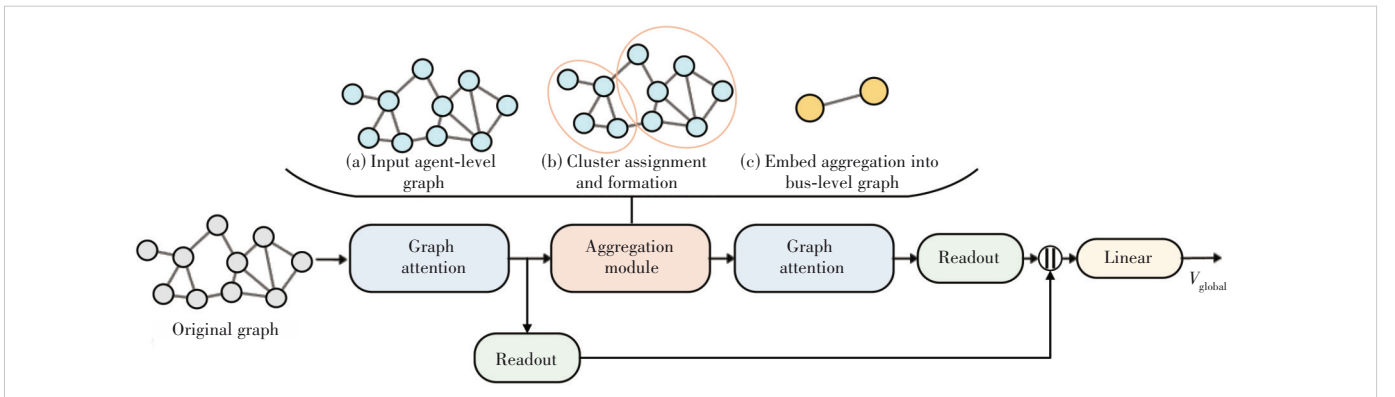 (a) Input agent-level
graph
(b) Cluster assignment
and formation
(c) Embed aggregation into
bus-level graph
Original graph
Graph
attention
Aggregation
module
Graph
attention
Readout
Linear
V_global
Readout